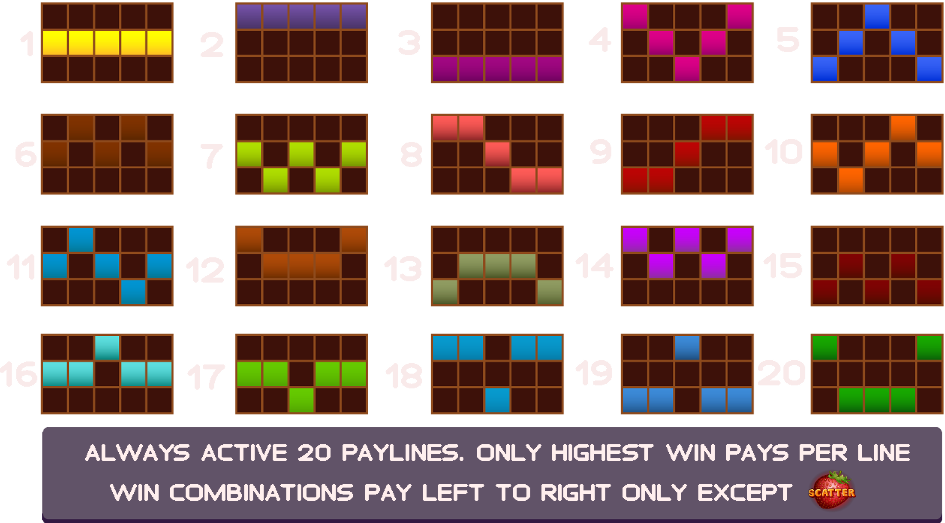 1 2 3 4 5
6 7 8 9 10
11 12 13 14 15
16 17 18 19 20
ALWAYS ACTIVE 20 PAYLINES. ONLY HIGHEST WIN PAYS PER LINE
WIN COMBINATIONS PAY LEFT TO RIGHT ONLY EXCEPT SCATTER